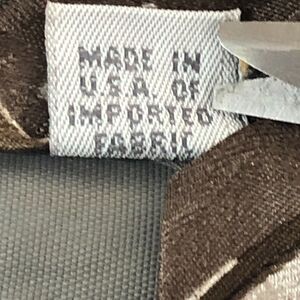 MADE IN
U.S.A. OF
IMPORTED
FABRIC